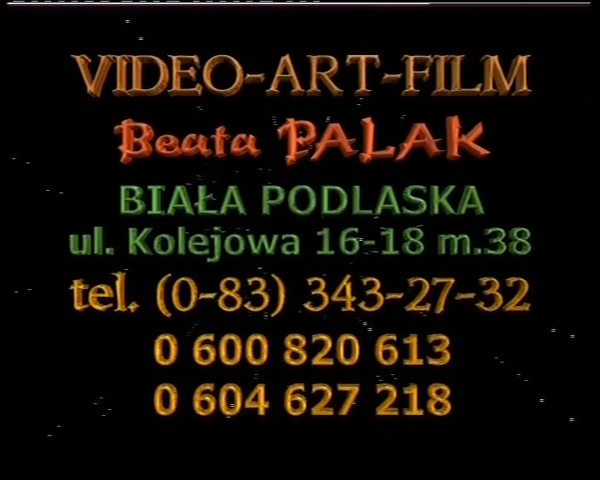 VIDEO-ART-FILM
Beata PALAK
BIAŁA PODLASKA
ul. Kolejowa 16-18 m.38
tel. (0-83) 343-27-32
0 600 820 613
0 604 627 218